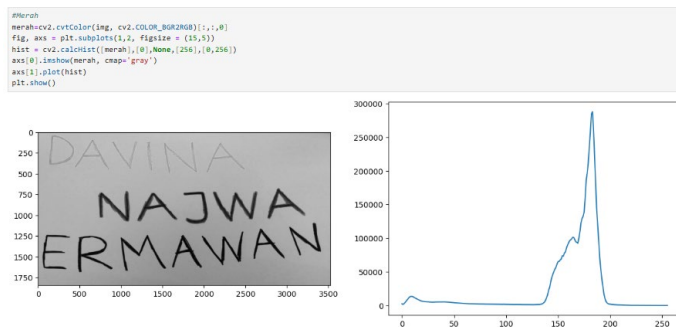 #Merah
merah=cv2.cvtColor(img, cv2.COLOR_BGR2RGB)[:,:,0]
fig, axs = plt.subplots(1,2, figsize = (15,5))
hist = cv2.calcHist([merah],[0],None,[256],[0,256])
axs[0].imshow(merah, cmap='gray')
axs[1].plot(hist)
plt.show()
0
250
500
750
1000
1250
1500
1750
0 500 1000 1500 2000 2500 3000 3500
DAVINA
NAJWA
ERMAWAN
300000
250000
200000
150000
100000
50000
0
0 50 100 150 200 250